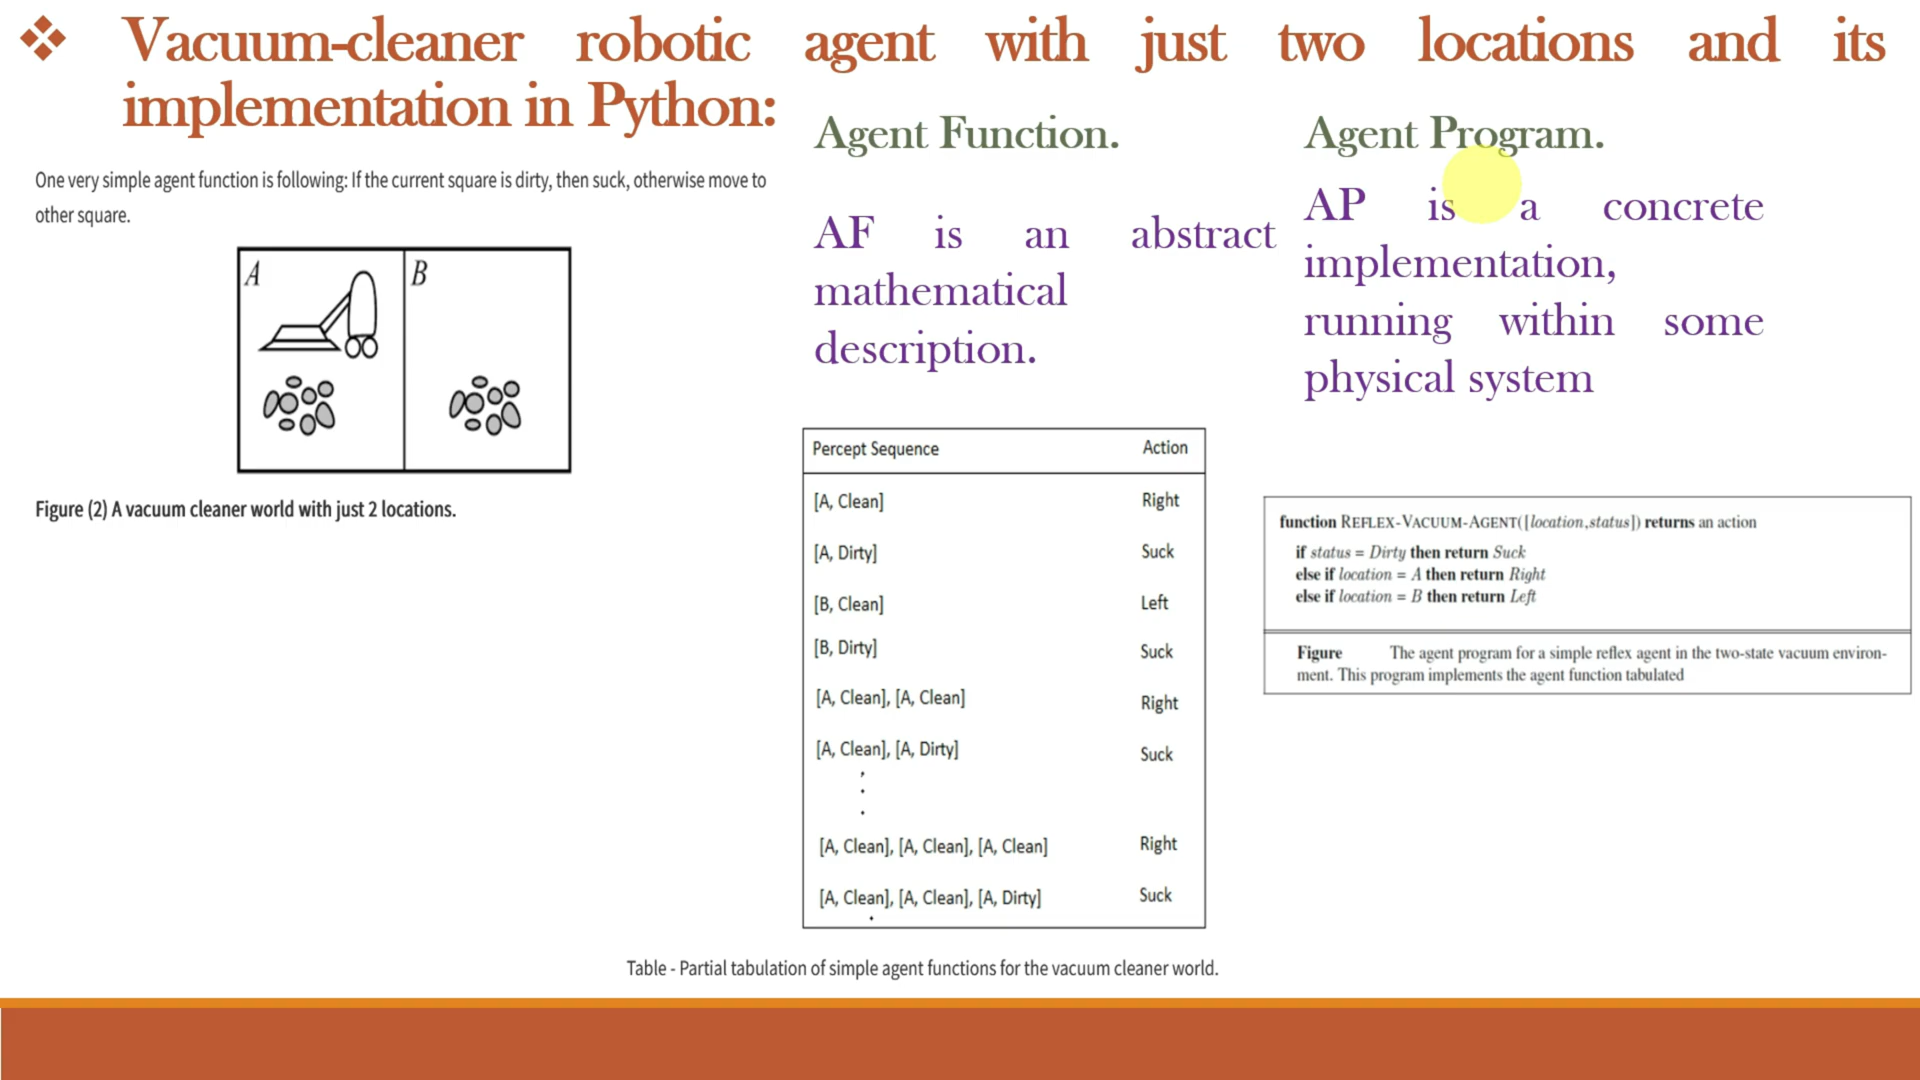 ❖ Vacuum-cleaner robotic agent with just two locations and its
implementation in Python:
One very simple agent function is following: If the current square is dirty, then suck, otherwise move to
other square.
A B
Figure (2) A vacuum cleaner world with just 2 locations.
Agent Function.
AF is an abstract
mathematical
description.
Agent Program.
AP is a concrete
implementation,
running within some
physical system
Percept Sequence Action
[A, Clean] Right
[A, Dirty] Suck
[B, Clean] Left
[B, Dirty] Suck
[A, Clean], [A, Clean] Right
[A, Clean], [A, Dirty] Suck
.
.
.
[A, Clean], [A, Clean], [A, Clean] Right
[A, Clean], [A, Clean], [A, Dirty] Suck
.
Table - Partial tabulation of simple agent functions for the vacuum cleaner world.
function REFLEX-VACUUM-AGENT([location,status]) returns an action
if status = Dirty then return Suck
else if location = A then return Right
else if location = B then return Left
Figure The agent program for a simple reflex agent in the two-state vacuum environ-
ment. This program implements the agent function tabulated